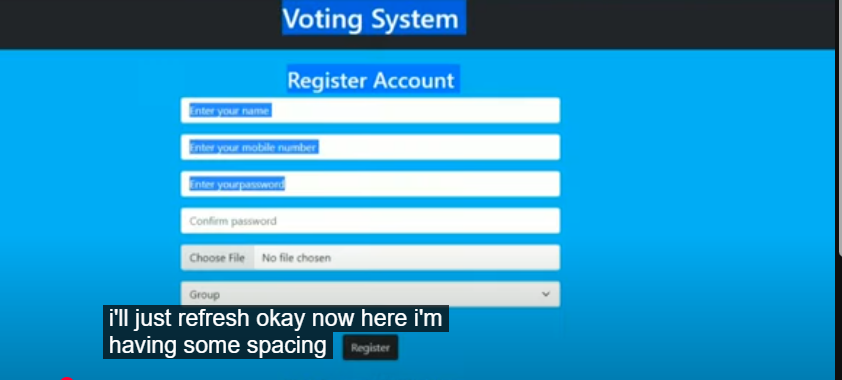 Voting System
Register Account
Enter your name
Enter your mobile number
Enter yourpassword
Confirm password
Choose File No file chosen
Group
i'll just refresh okay now here i'm
having some spacing
Register